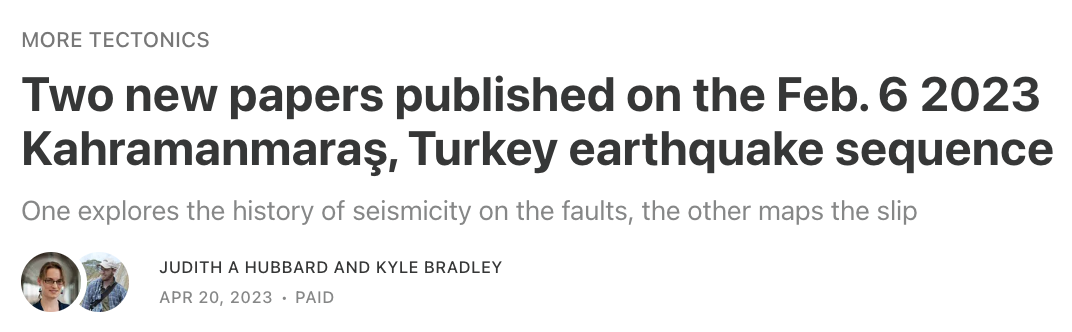 MORE TECTONICS
Two new papers published on the Feb. 6 2023
Kahramanmaraş, Turkey earthquake sequence
One explores the history of seismicity on the faults, the other maps the slip
JUDITH A HUBBARD AND KYLE BRADLEY
APR 20, 2023 · PAID